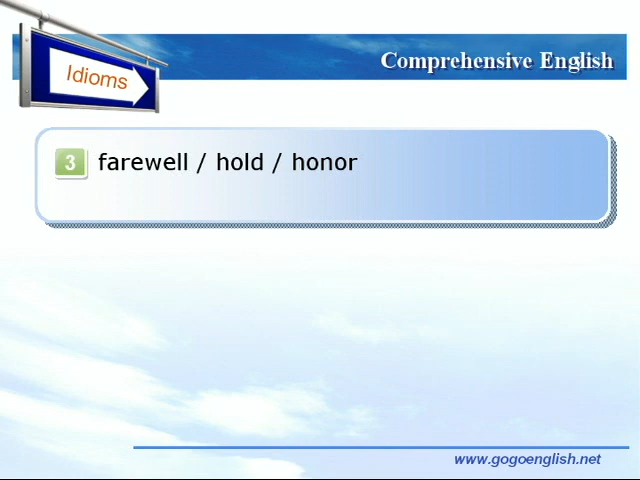 Idioms
Comprehensive English
3 farewell / hold / honor
www.gogoenglish.net